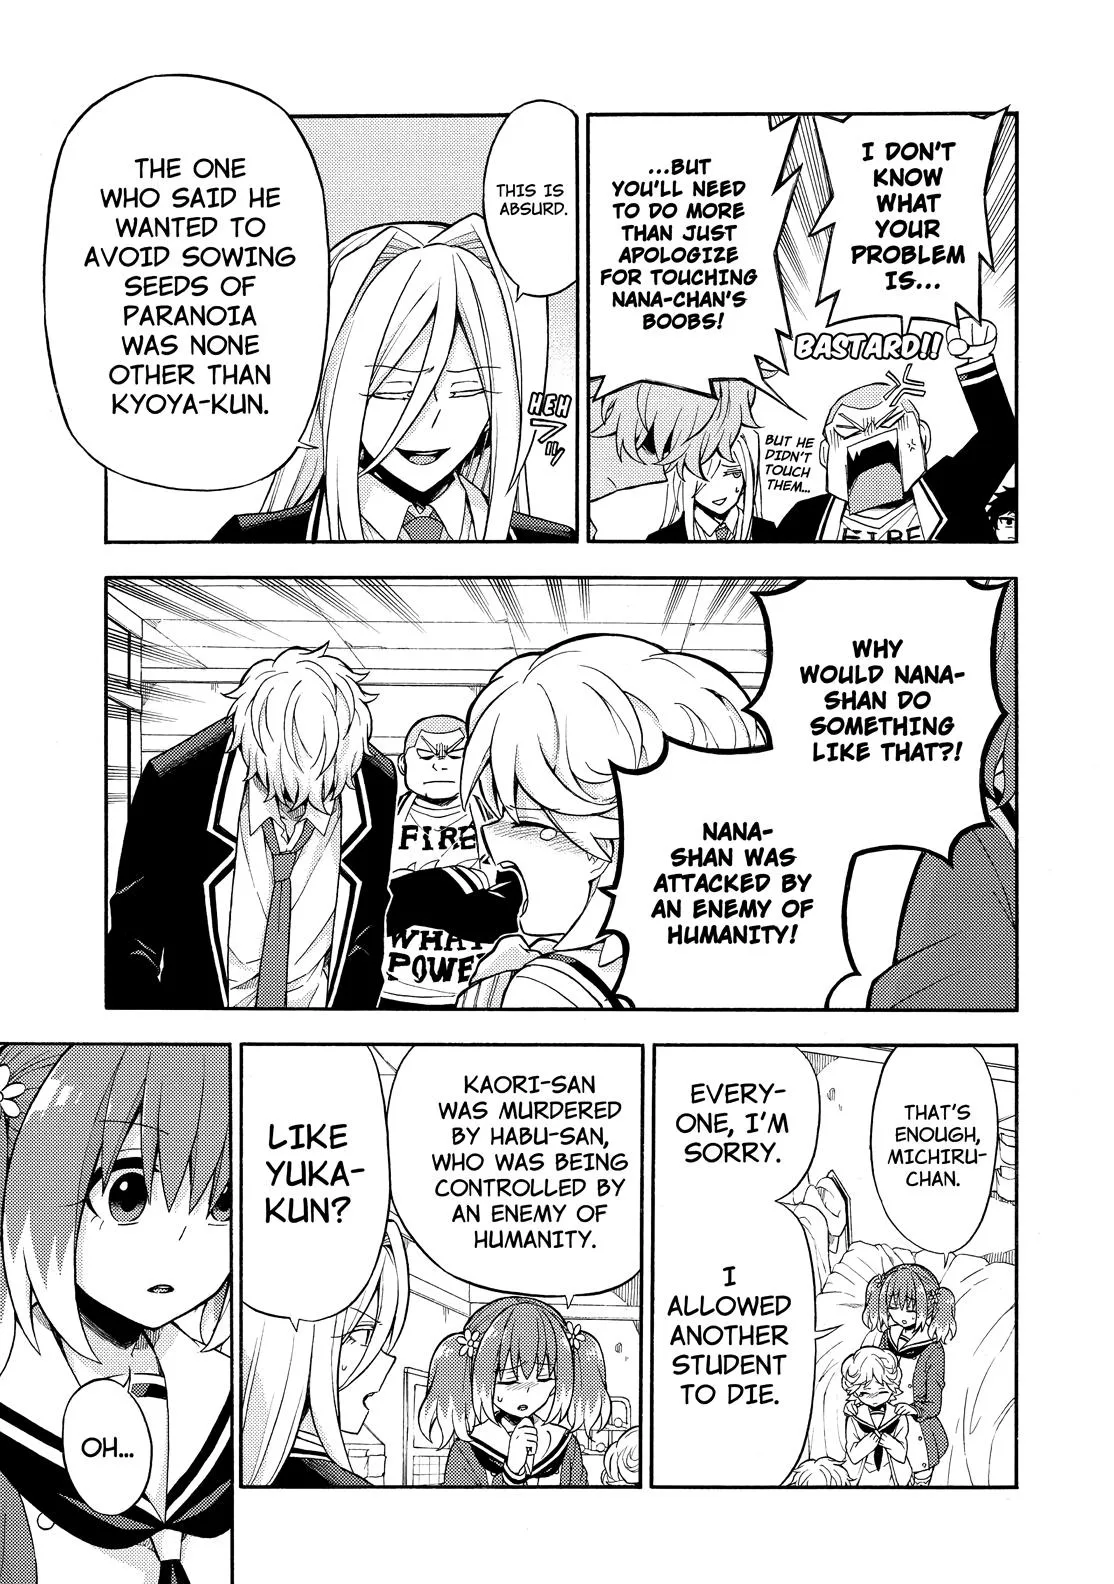 I DON'T
KNOW
WHAT
YOUR
PROBLEM
IS...
...BUT
YOU'LL NEED
TO DO MORE
THAN JUST
APOLOGIZE
FOR TOUCHING
NANA-CHAN'S
BOOBS!
BASTARD!!
BUT HE
DIDN'T
TOUCH
THEM...
FIRE
THIS IS
ABSURD.
HEH
フッ
THE ONE
WHO SAID HE
WANTED TO
AVOID SOWING
SEEDS OF
PARANOIA
WAS NONE
OTHER THAN
KYOYA-KUN.
WHY
WOULD NANA-
SHAN DO
SOMETHING
LIKE THAT?!
NANA-
SHAN WAS
ATTACKED BY
AN ENEMY OF
HUMANITY!
FIRE
WHAT
POWE
THAT'S
ENOUGH,
MICHIRU-
CHAN.
EVERY-
ONE, I'M
SORRY.
I
ALLOWED
ANOTHER
STUDENT
TO DIE.
KAORI-SAN
WAS MURDERED
BY HABU-SAN,
WHO WAS BEING
CONTROLLED BY
AN ENEMY OF
HUMANITY.
LIKE
YUKA-
KUN?
OH...